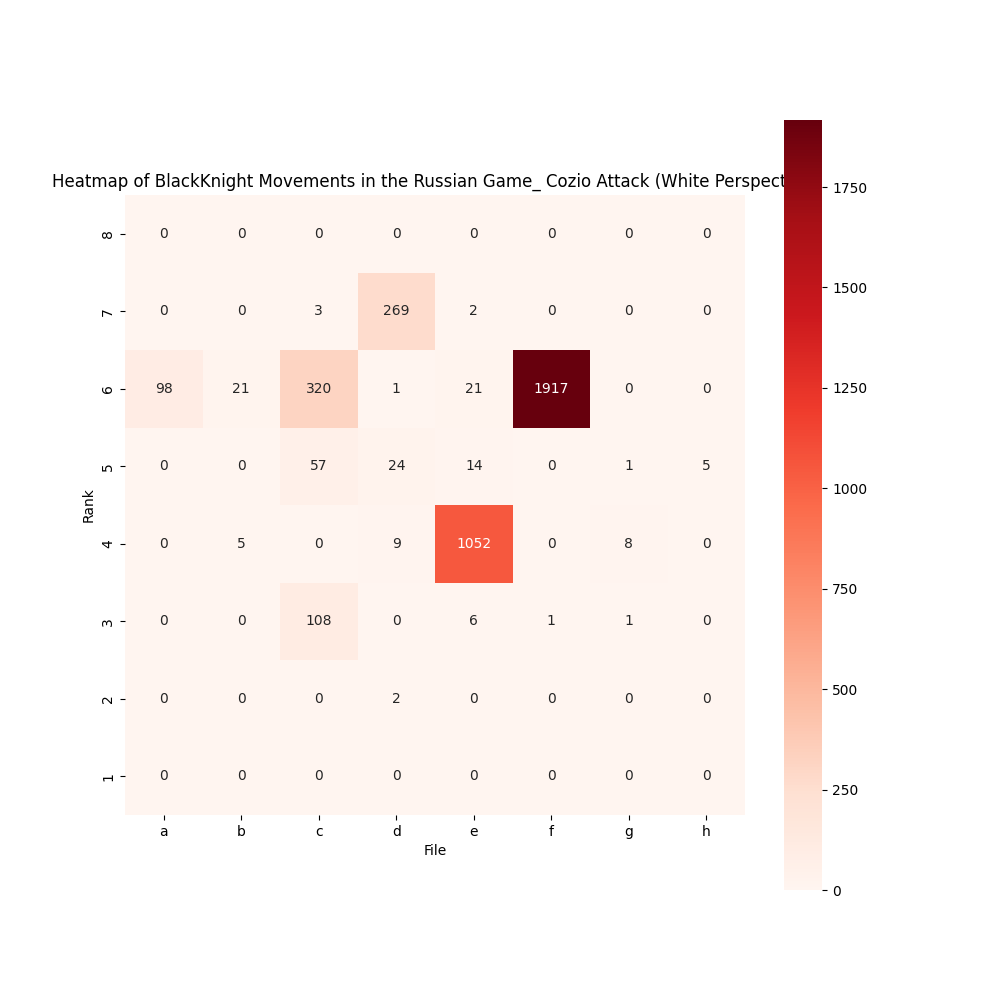 Heatmap of BlackKnight Movements in the Russian Game_ Cozio Attack (White Perspect
8 0 0 0 0 0 0 0 0
7 0 0 3 269 2 0 0 0
6 98 21 320 1 21 1917 0 0
5 0 0 57 24 14 0 1 5
4 0 5 0 9 1052 0 8 0
3 0 0 108 0 6 1 1 0
2 0 0 0 2 0 0 0 0
1 0 0 0 0 0 0 0 0
a b c d e f g h
File
Rank
1750
1500
1250
1000
750
500
250
0